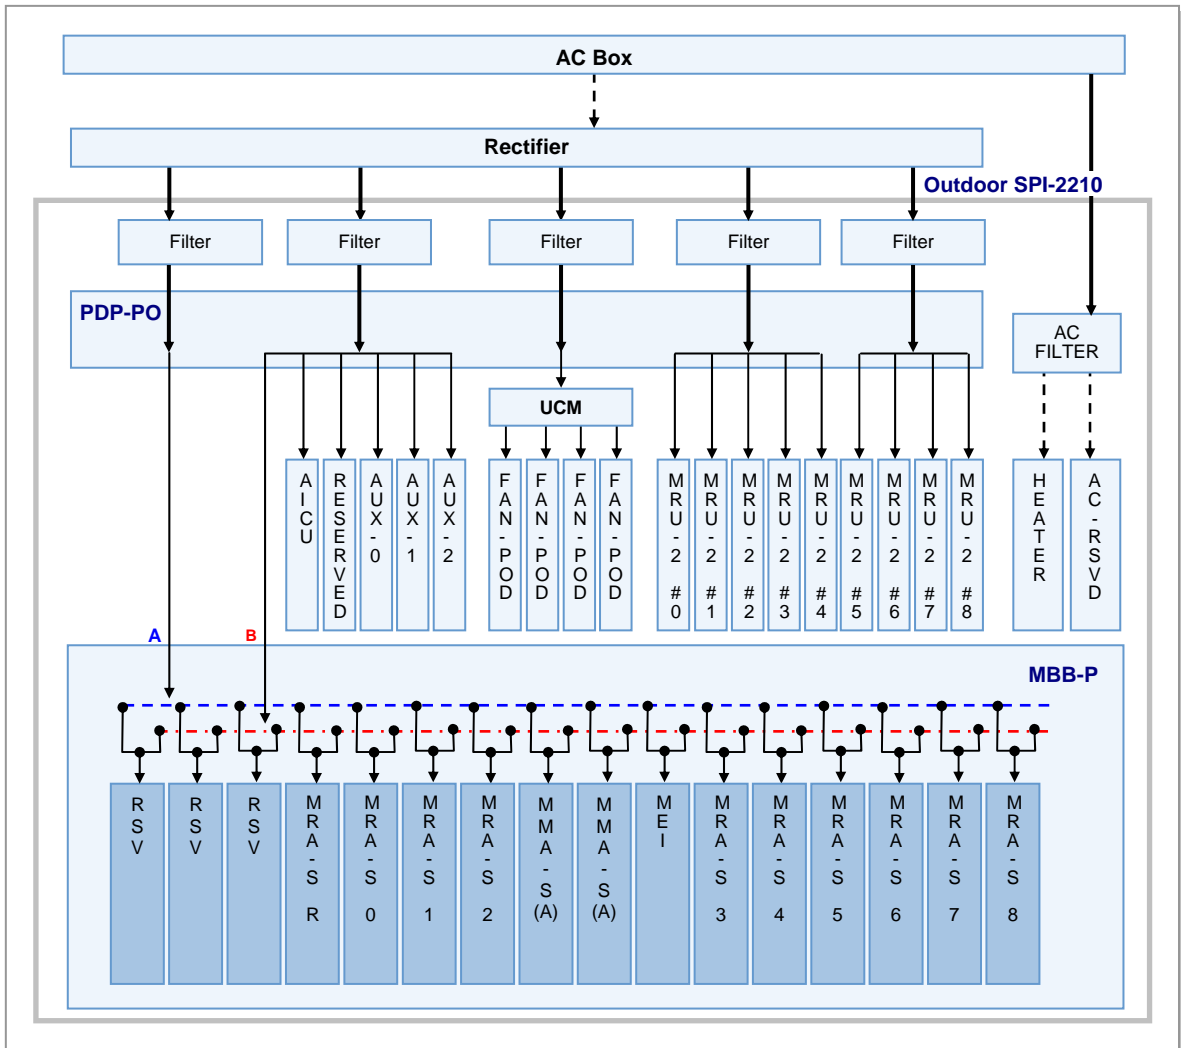 AC Box
Rectifier
Outdoor SPI-2210
Filter
Filter
Filter
Filter
Filter
PDP-PO
AC
FILTER
UCM
AICU
RESERVED
AUX-0
AUX-1
AUX-2
FAN-POD
FAN-POD
FAN-POD
FAN-POD
MRU-2 #0
MRU-2 #1
MRU-2 #2
MRU-2 #3
MRU-2 #4
MRU-2 #5
MRU-2 #6
MRU-2 #7
MRU-2 #8
HEATER
AC-RSVD
A
B
MBB-P
RSV
RSV
RSV
MRA-S R
MRA-S 0
MRA-S 1
MRA-S 2
MMA-S(A)
MMA-S(A)
MEI
MRA-S 3
MRA-S 4
MRA-S 5
MRA-S 6
MRA-S 7
MRA-S 8